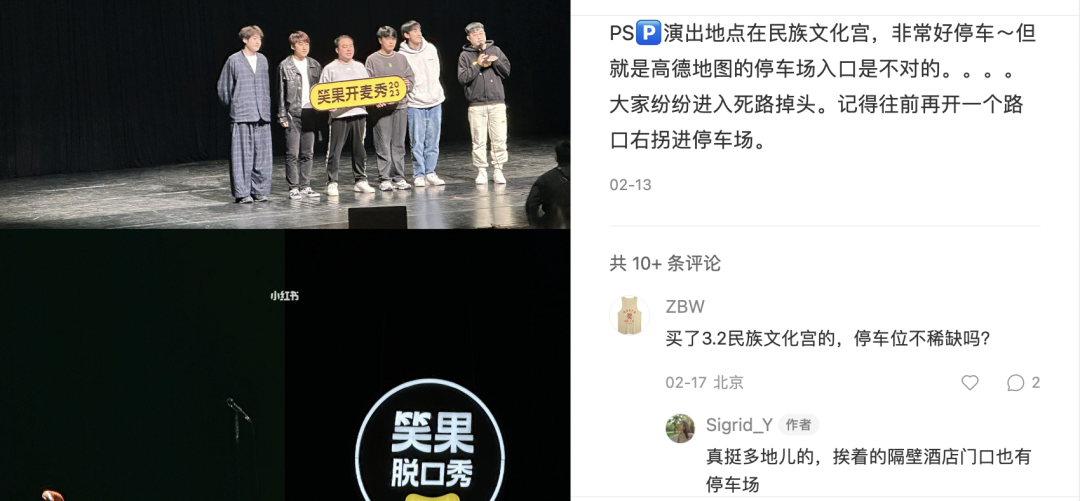 笑果开麦秀2023
小红书
笑果
脱口秀
PS🅿️演出地点在民族文化宫，非常好停车～但
就是高德地图的停车场入口是不对的。。。。
大家纷纷进入死路掉头。记得往前再开一个路
口右拐进停车场。
02-13
共 10+ 条评论
ZBW
买了3.2民族文化宫的，停车位不稀缺吗?
02-17 北京
2
Sigrid_Y 作者
真挺多地儿的，挨着的隔壁酒店门口也有
停车场